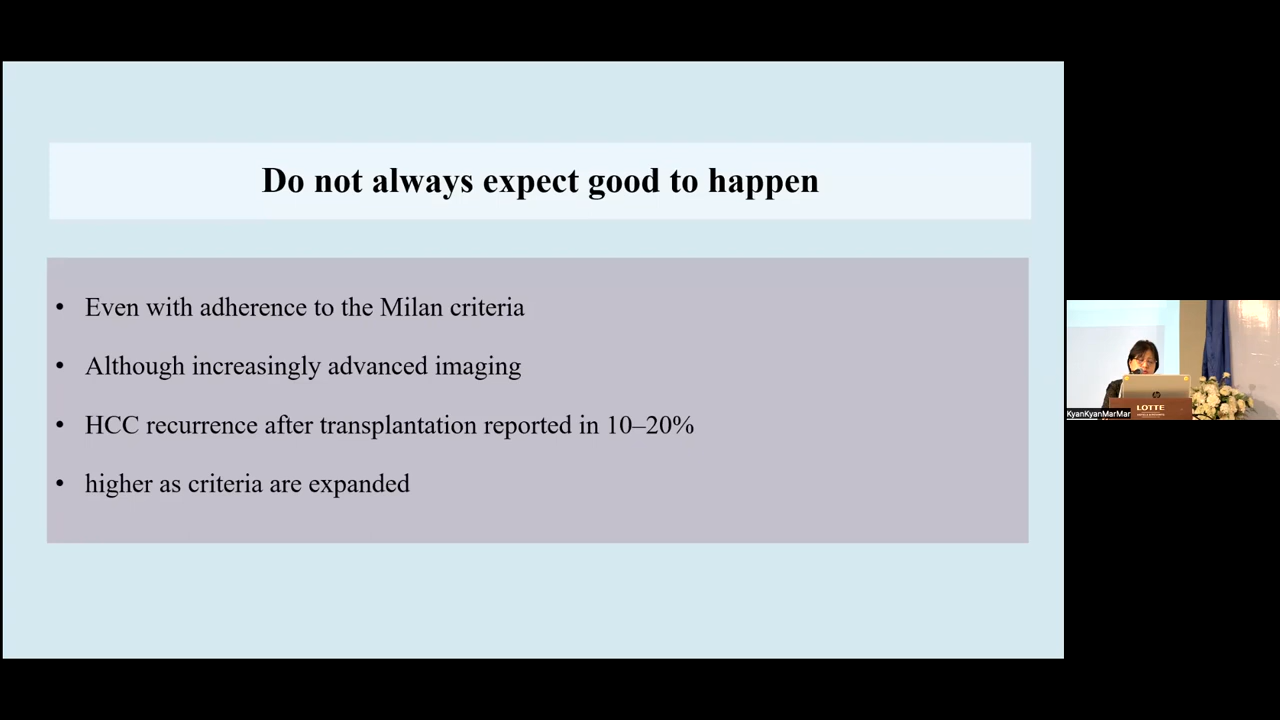 Do not always expect good to happen
• Even with adherence to the Milan criteria
• Although increasingly advanced imaging
• HCC recurrence after transplantation reported in 10–20%
• higher as criteria are expanded
KyanKyanMarMar
LOTTE